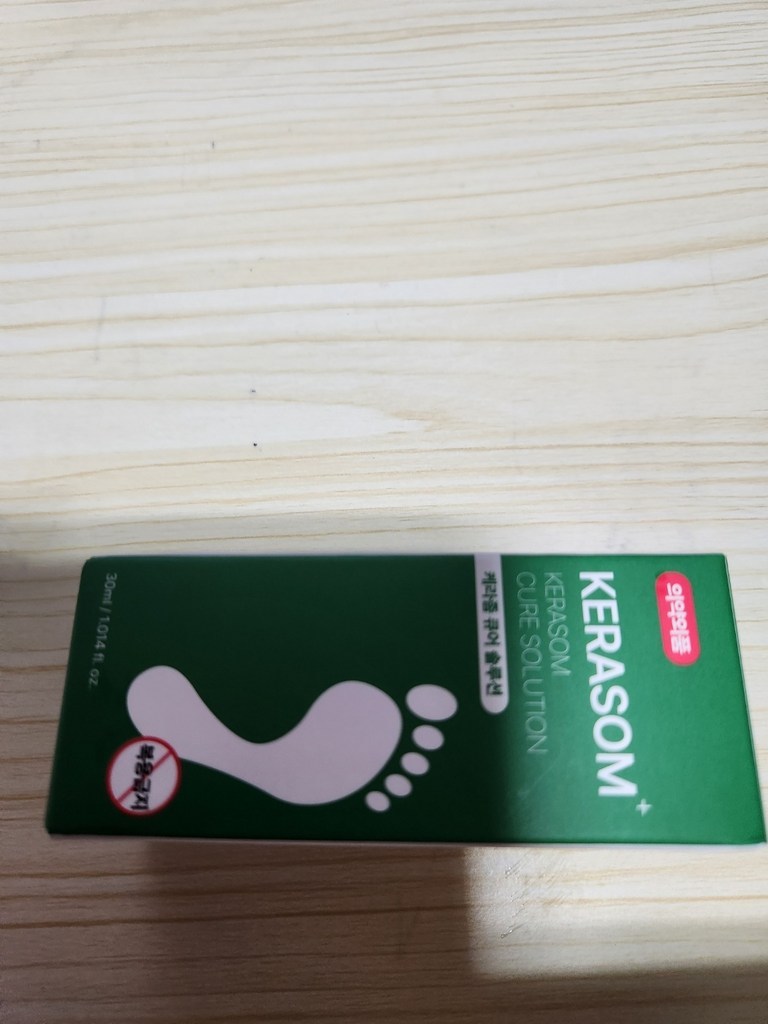 의약외품
KERASOM+
KERASOM
CURE SOLUTION
케라솜 큐어 솔루션
복용금지
30ml / 1.014 fl. oz.